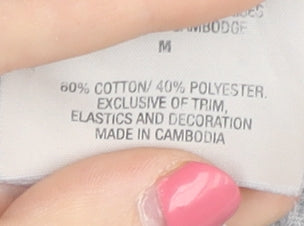 CAMBODGE
M
60% COTTON/ 40% POLYESTER.
EXCLUSIVE OF TRIM,
ELASTICS AND DECORATION
MADE IN CAMBODIA